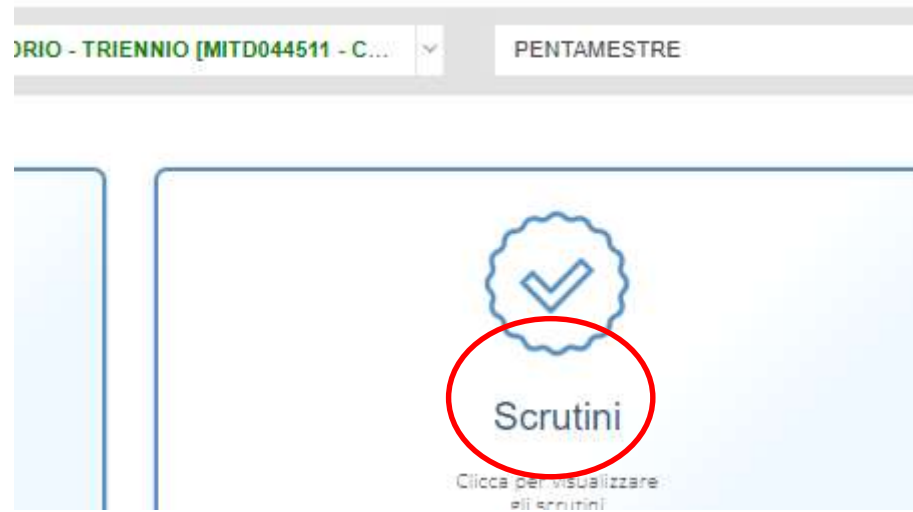 ORIO - TRIENNIO [MITD044511 - C... PENTAMESTRE
Scrutini
Clicca per visualizzare
gli scrutini